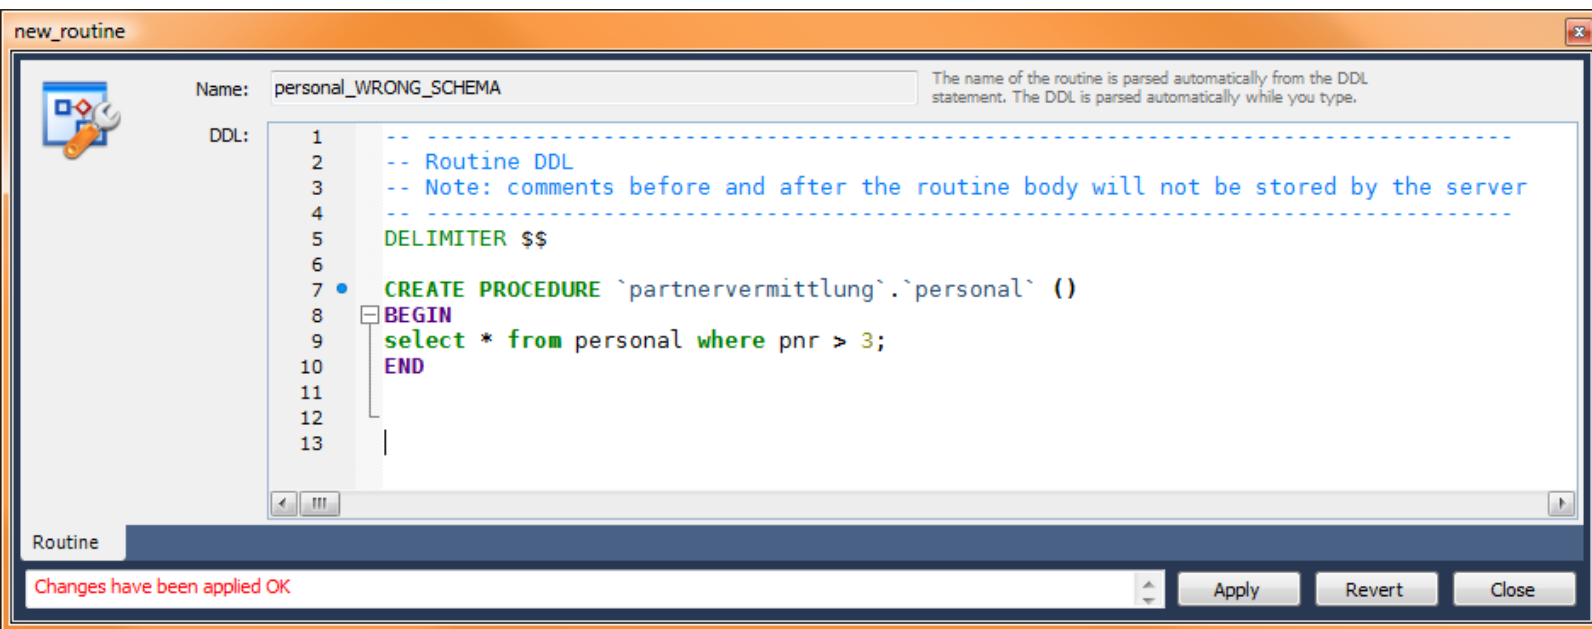 new_routine
Name: personal_WRONG_SCHEMA
The name of the routine is parsed automatically from the DDL
statement. The DDL is parsed automatically while you type.
DDL:
1 -- --------------------------------------------------------------------------------
2 -- Routine DDL
3 -- Note: comments before and after the routine body will not be stored by the server
4 -- --------------------------------------------------------------------------------
5 DELIMITER $$
6
7 CREATE PROCEDURE `partnervermittlung`.`personal` ()
8 BEGIN
9 select * from personal where pnr > 3;
10 END
11
12
13
Routine
Changes have been applied OK
Apply Revert Close